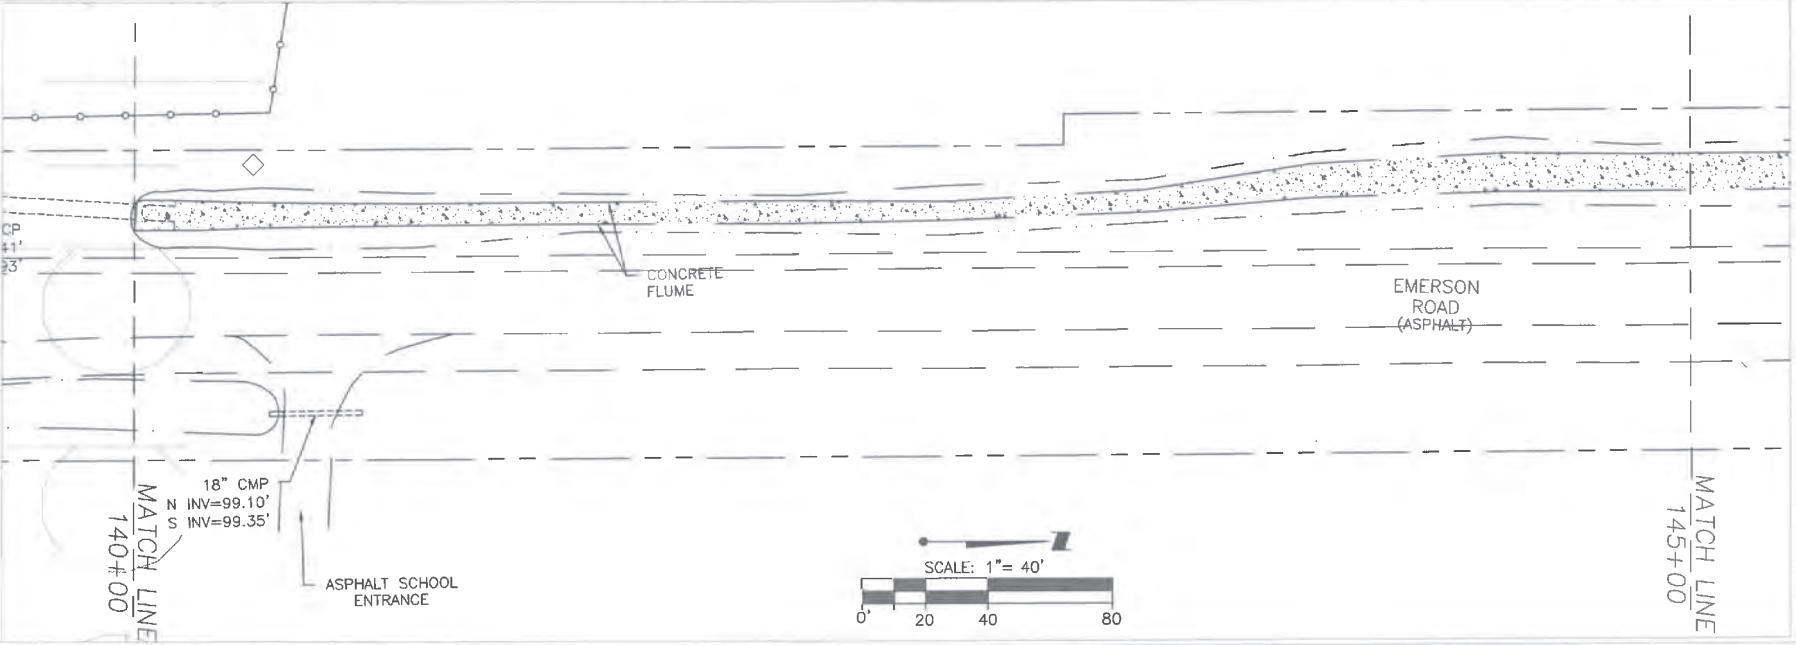 CP
41'
CONCRETE
FLUME
EMERSON
ROAD
(ASPHALT)
18" CMP
N INV=99.10'
S INV=99.35'
MATCH LINE
140+00
ASPHALT SCHOOL
ENTRANCE
SCALE: 1"= 40'
0' 20 40 80
MATCH LINE
145+00